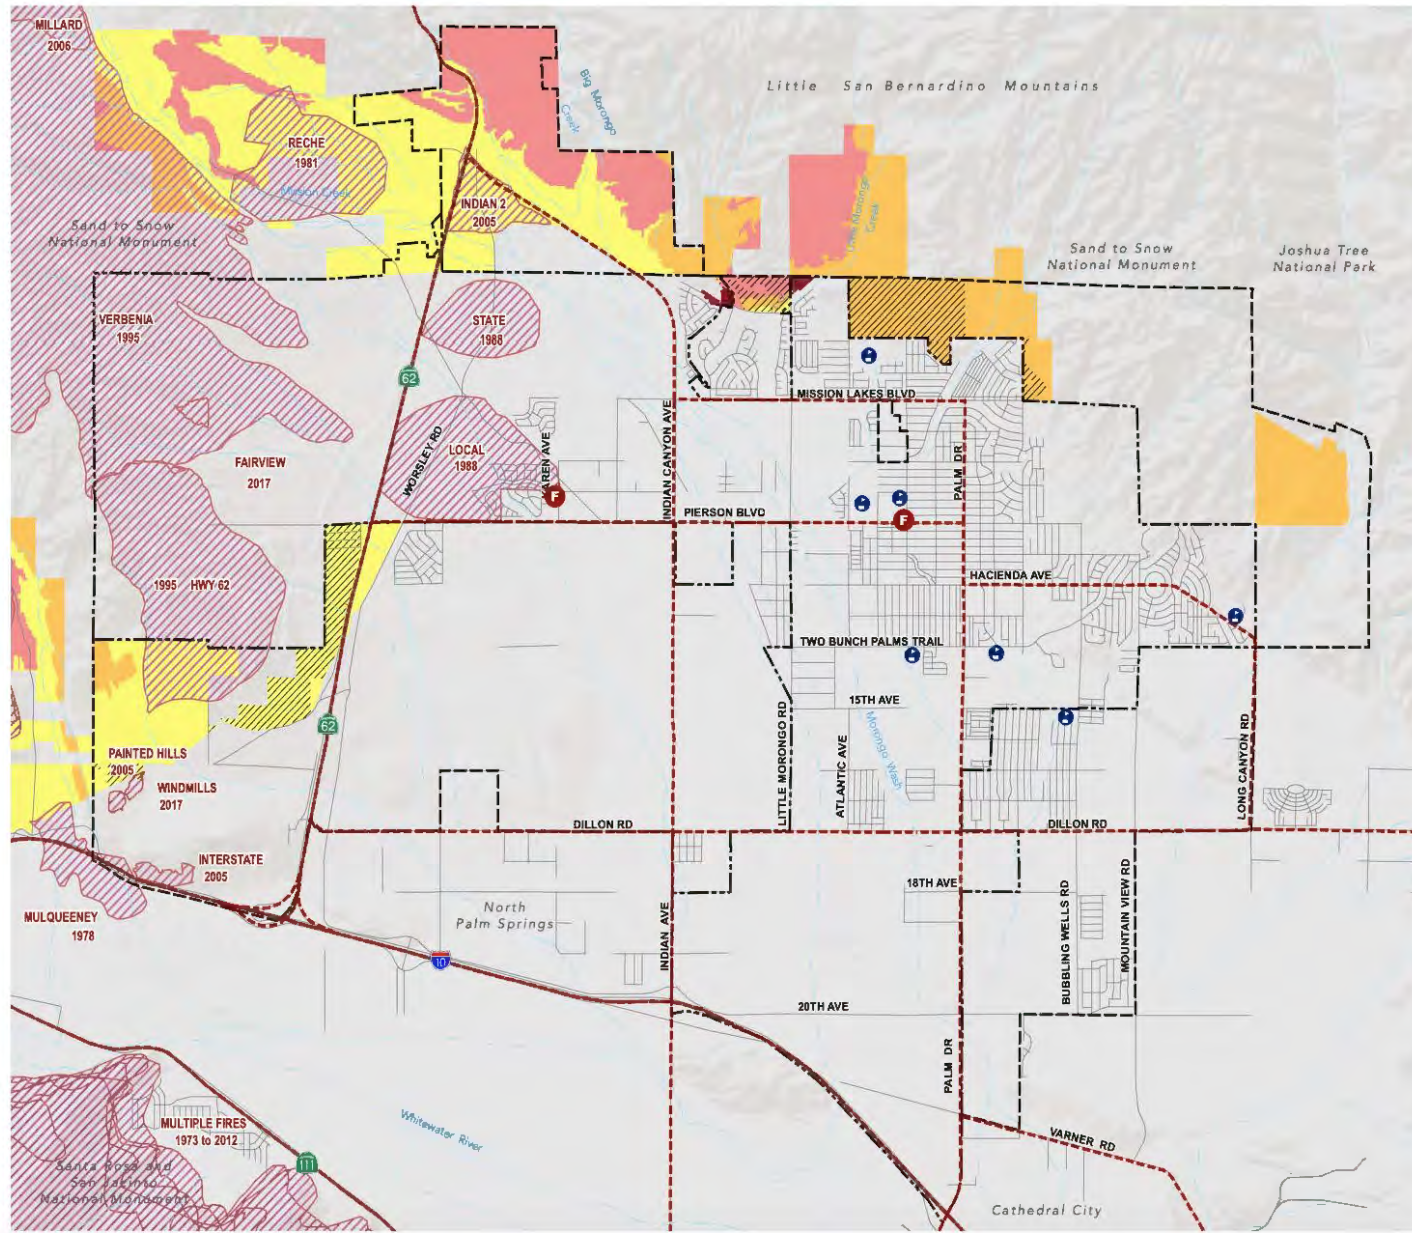 MILLARD
2006
Little San Bernardino Mountains
Big Morongo
Creek
RECHE
1981
Mission Creek
INDIAN 2
2005
Little Morongo
Creek
Sand to Snow
National Monument
Sand to Snow
National Monument
Joshua Tree
National Park
VERBENIA
1995
STATE
1988
62
MISSION LAKES BLVD
WORSLEY RD
LOCAL
1988
KAREN AVE
INDIAN CANYON AVE
PALM DR
FAIRVIEW
2017
F
PIERSON BLVD
F
1995 HWY 62
HACIENDA AVE
TWO BUNCH PALMS TRAIL
15TH AVE
62
LITTLE MORONGO RD
ATLANTIC AVE
Morongo Wash
LONG CANYON RD
PAINTED HILLS
2005
WINDMILLS
2017
DILLON RD
DILLON RD
INTERSTATE
2005
18TH AVE
MULQUEENEY
1978
North
Palm Springs
INDIAN AVE
BUBBLING WELLS RD
MOUNTAIN VIEW RD
10
20TH AVE
PALM DR
MULTIPLE FIRES
1973 to 2012
Whitewater River
VARNER RD
111
Santa Rosa and
San Jacinto
National Monument
Cathedral City